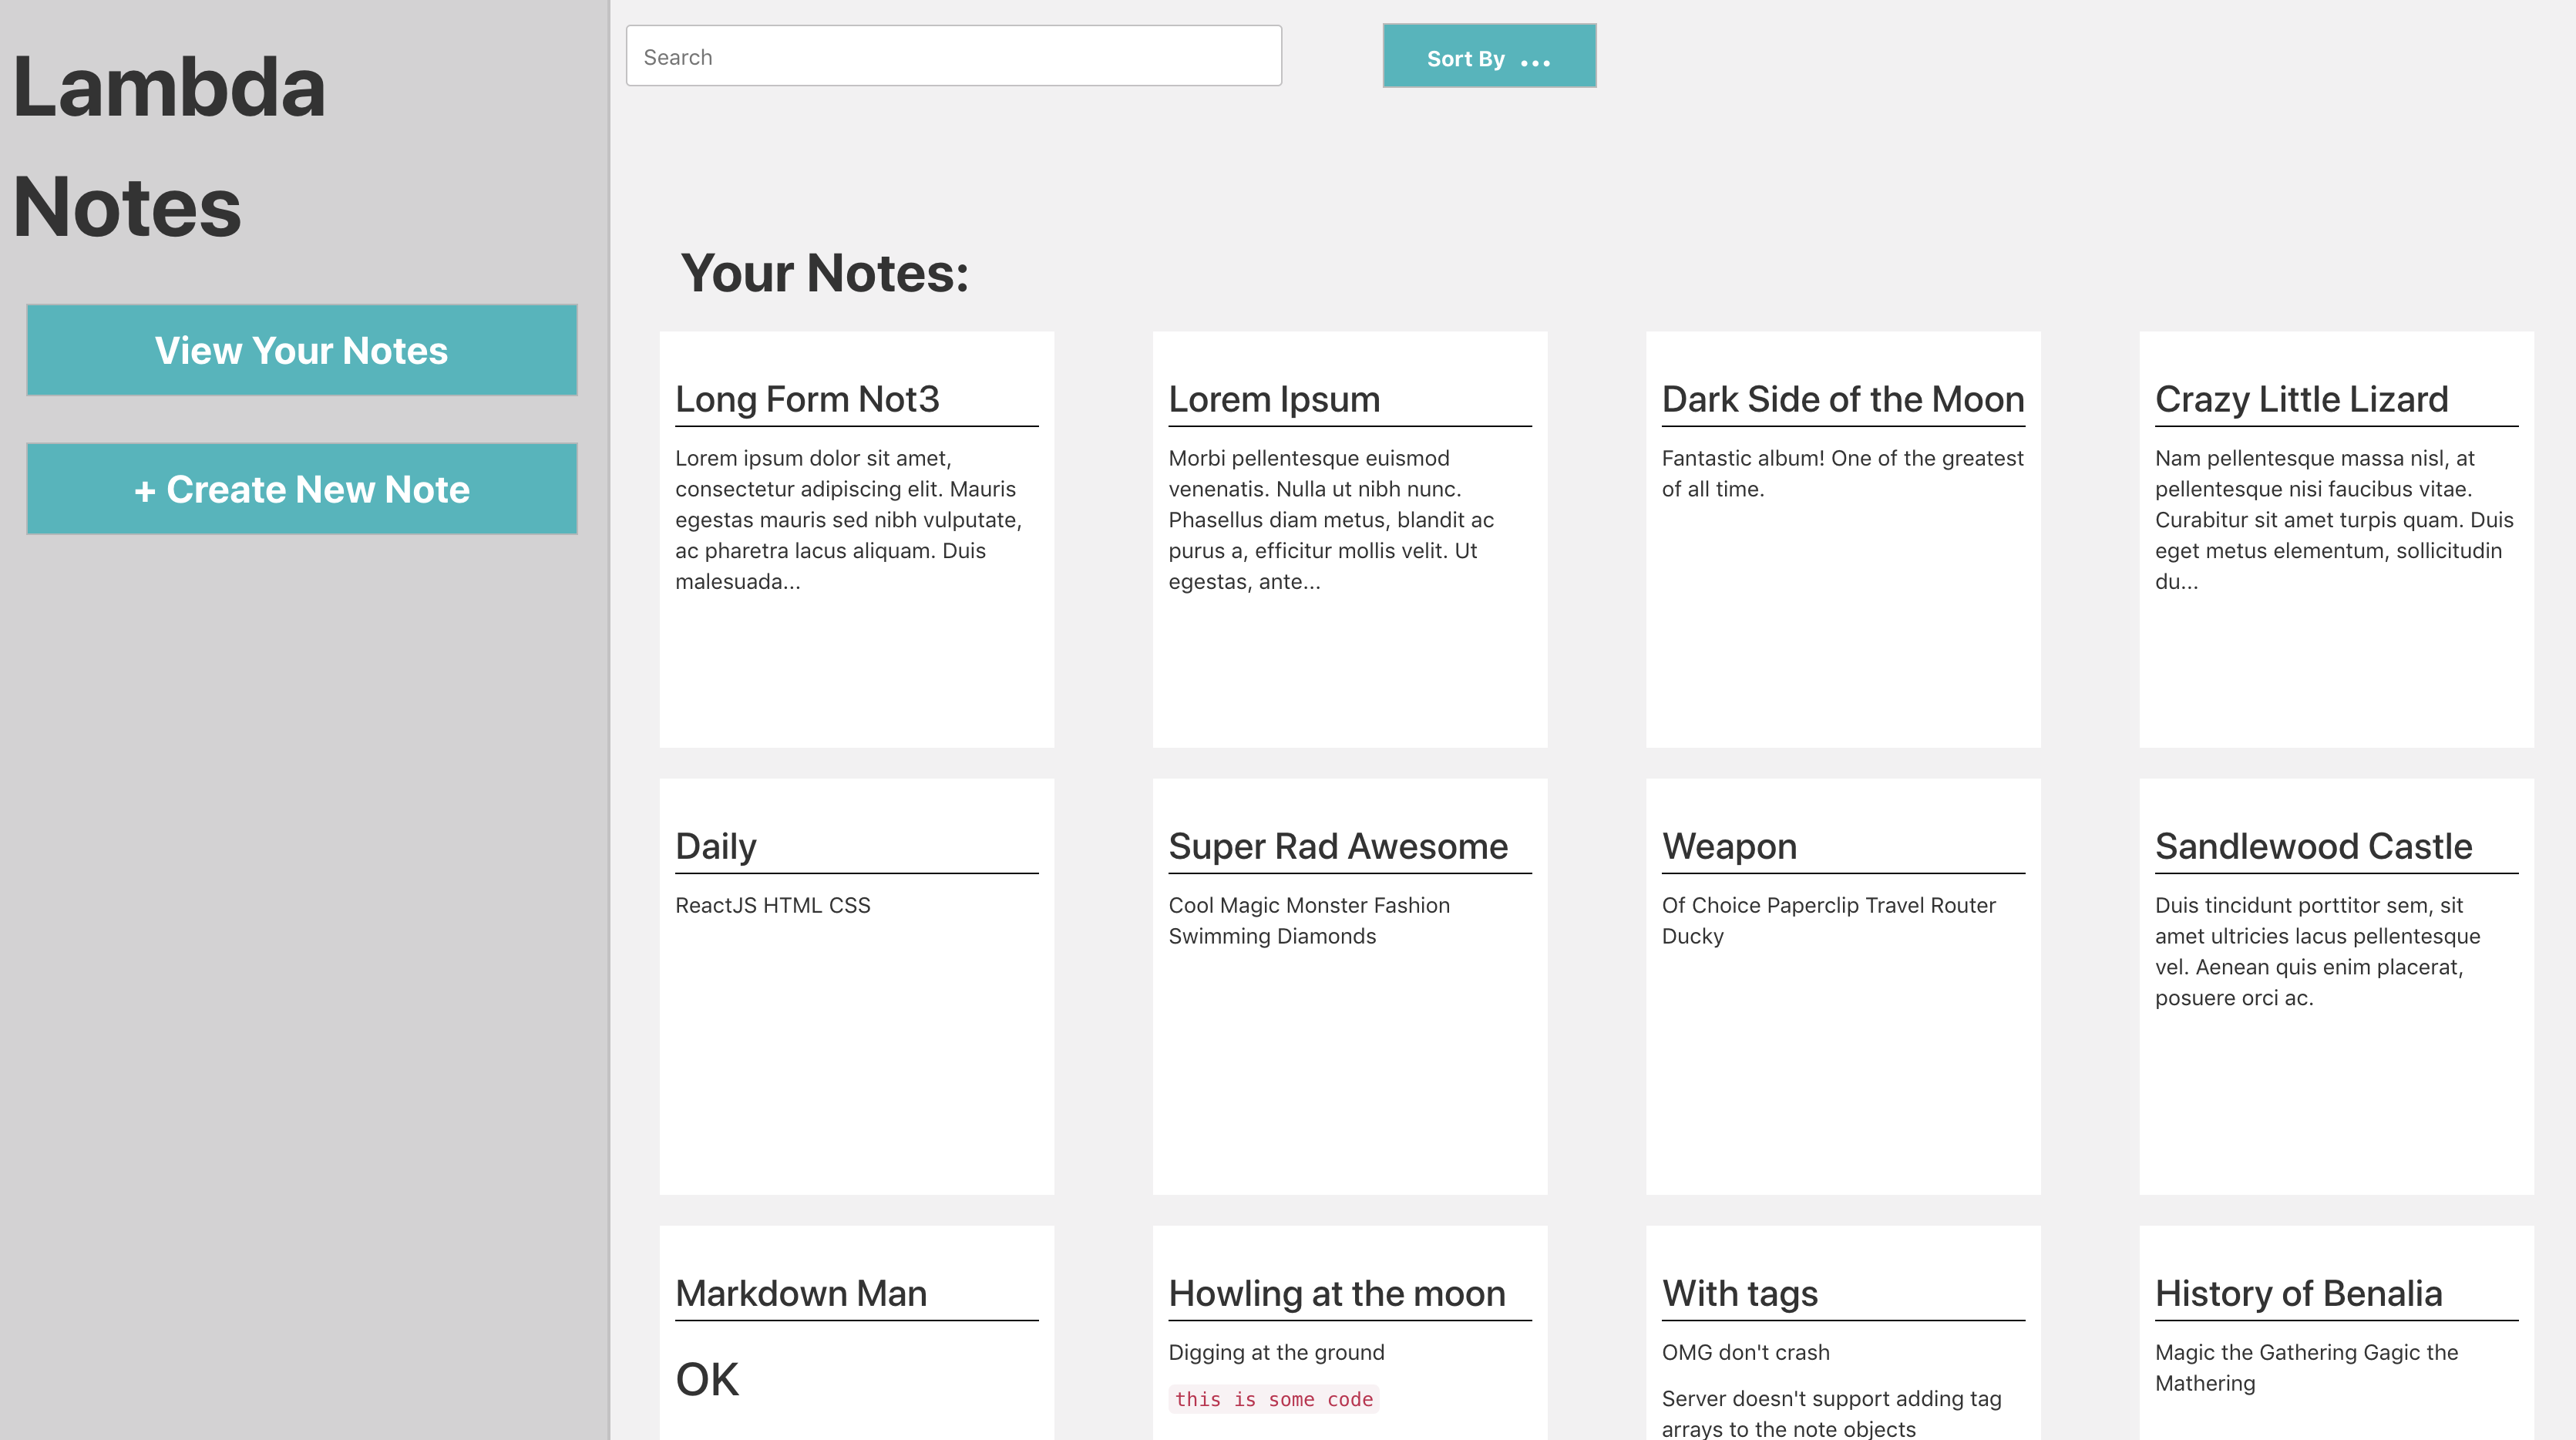 Lambda
Notes
View Your Notes
+ Create New Note
Search
Sort By ...
Your Notes:
Long Form Not3
Lorem ipsum dolor sit amet,
consectetur adipiscing elit. Mauris
egestas mauris sed nibh vulputate,
ac pharetra lacus aliquam. Duis
malesuada...
Lorem Ipsum
Morbi pellentesque euismod
venenatis. Nulla ut nibh nunc.
Phasellus diam metus, blandit ac
purus a, efficitur mollis velit. Ut
egestas, ante...
Dark Side of the Moon
Fantastic album! One of the greatest
of all time.
Crazy Little Lizard
Nam pellentesque massa nisl, at
pellentesque nisi faucibus vitae.
Curabitur sit amet turpis quam. Duis
eget metus elementum, sollicitudin
du...
Daily
ReactJS HTML CSS
Super Rad Awesome
Cool Magic Monster Fashion
Swimming Diamonds
Weapon
Of Choice Paperclip Travel Router
Ducky
Sandlewood Castle
Duis tincidunt porttitor sem, sit
amet ultricies lacus pellentesque
vel. Aenean quis enim placerat,
posuere orci ac.
Markdown Man
OK
Howling at the moon
Digging at the ground
this is some code
With tags
OMG don't crash
Server doesn't support adding tag
arrays to the note objects
History of Benalia
Magic the Gathering Gagic the
Mathering